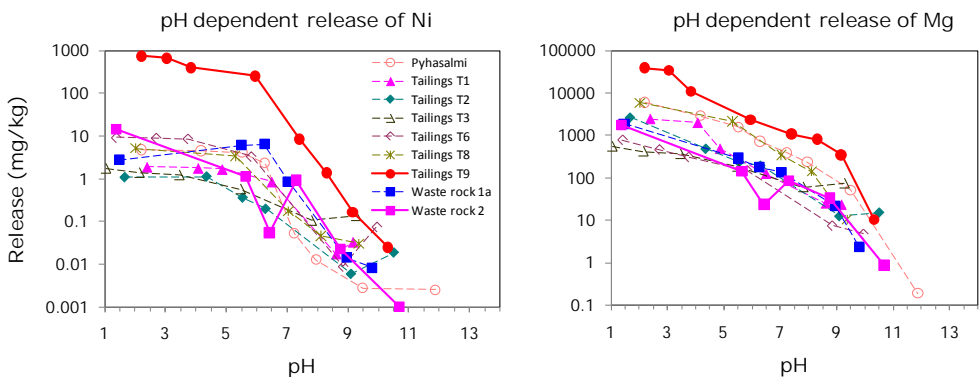 pH dependent release of Ni
Release (mg/kg)
1000
100
10
1
0.1
0.01
0.001
1 3 5 7 9 11 13
pH
Pyhasalmi
Tailings T1
Tailings T2
Tailings T3
Tailings T6
Tailings T8
Tailings T9
Waste rock 1a
Waste rock 2
pH dependent release of Mg
100000
10000
1000
100
10
1
0.1
1 3 5 7 9 11 13
pH